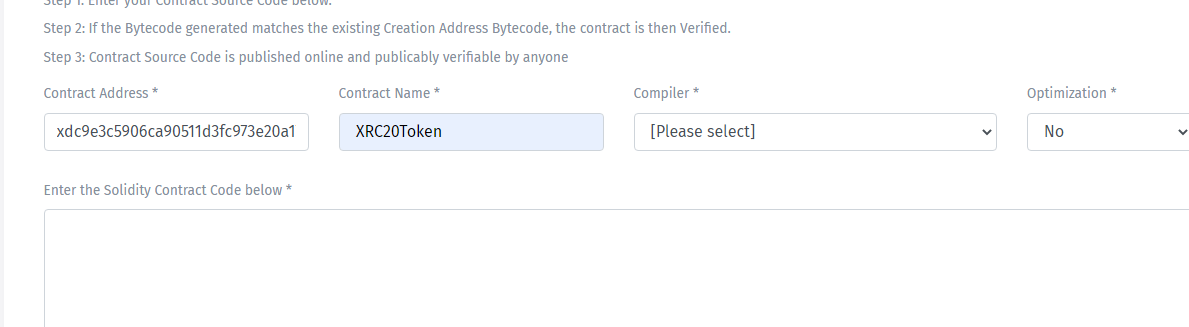 Step 1: Enter your Contract Source Code below.
Step 2: If the Bytecode generated matches the existing Creation Address Bytecode, the contract is then Verified.
Step 3: Contract Source Code is published online and publicably verifiable by anyone
Contract Address * Contract Name * Compiler * Optimization *
xdc9e3c5906ca90511d3fc973e20a1 XRC20Token [Please select] No
Enter the Solidity Contract Code below *